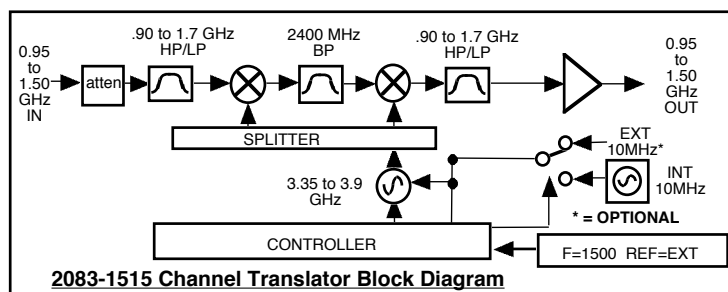 .90 to 1.7 GHz
HP/LP
2400 MHz
BP
.90 to 1.7 GHz
HP/LP
0.95
to
1.50
GHz
IN
atten
0.95
to
1.50
GHz
OUT
SPLITTER
EXT
10MHz*
3.35 to 3.9
GHz
INT
10MHz
* = OPTIONAL
CONTROLLER
F=1500 REF=EXT
2083-1515 Channel Translator Block Diagram